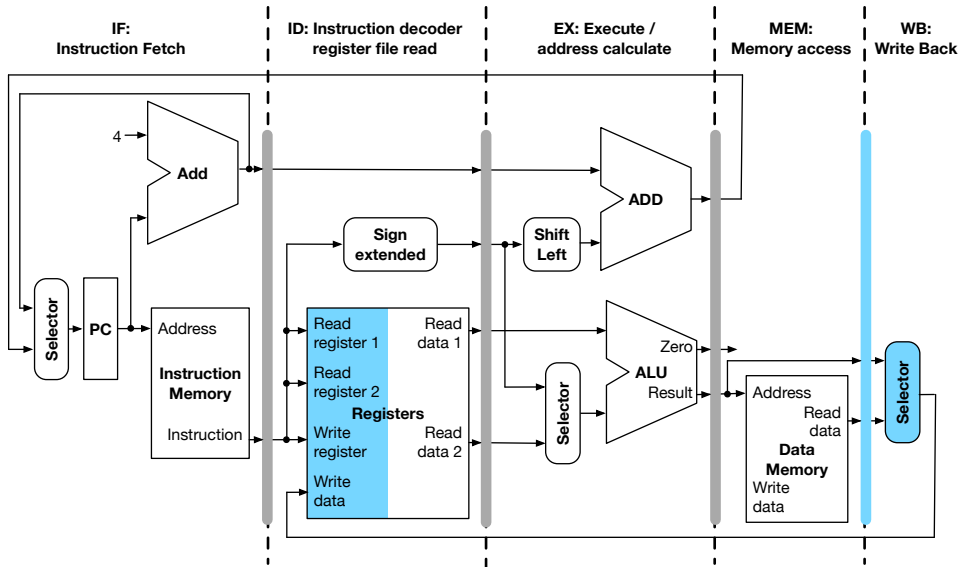 IF:
Instruction Fetch
ID: Instruction decoder
register file read
EX: Execute /
address calculate
MEM:
Memory access
WB:
Write Back
4
Add
ADD
Sign
extended
Shift
Left
Selector
PC
Address
Instruction
Memory
Instruction
Read
register 1
Read
register 2
Registers
Write
register
Write
data
Read
data 1
Read
data 2
Selector
Zero
ALU
Result
Address
Read
data
Data
Memory
Write
data
Selector